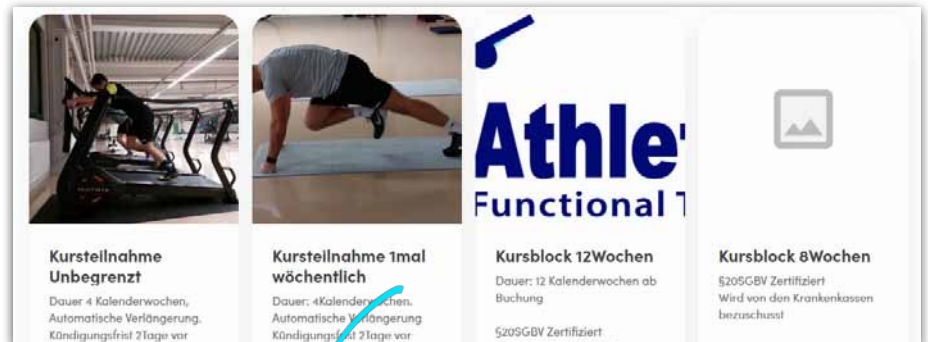 Athle
Functional T
Kursteilnahme
Unbegrenzt
Dauer 4 Kalenderwochen,
Automatische Verlängerung.
Kündigungsfrist 2Tage vor
Kursteilnahme 1mal
wöchentlich
Dauer: 4Kalenderwochen.
Automatische Verlängerung
Kündigungsfrist 2Tage vor
Kursblock 12Wochen
Dauer: 12 Kalenderwochen ab
Buchung
§20SGBV Zertifiziert
Kursblock 8Wochen
§20SGBV Zertifiziert
Wird von den Krankenkassen
bezuschusst